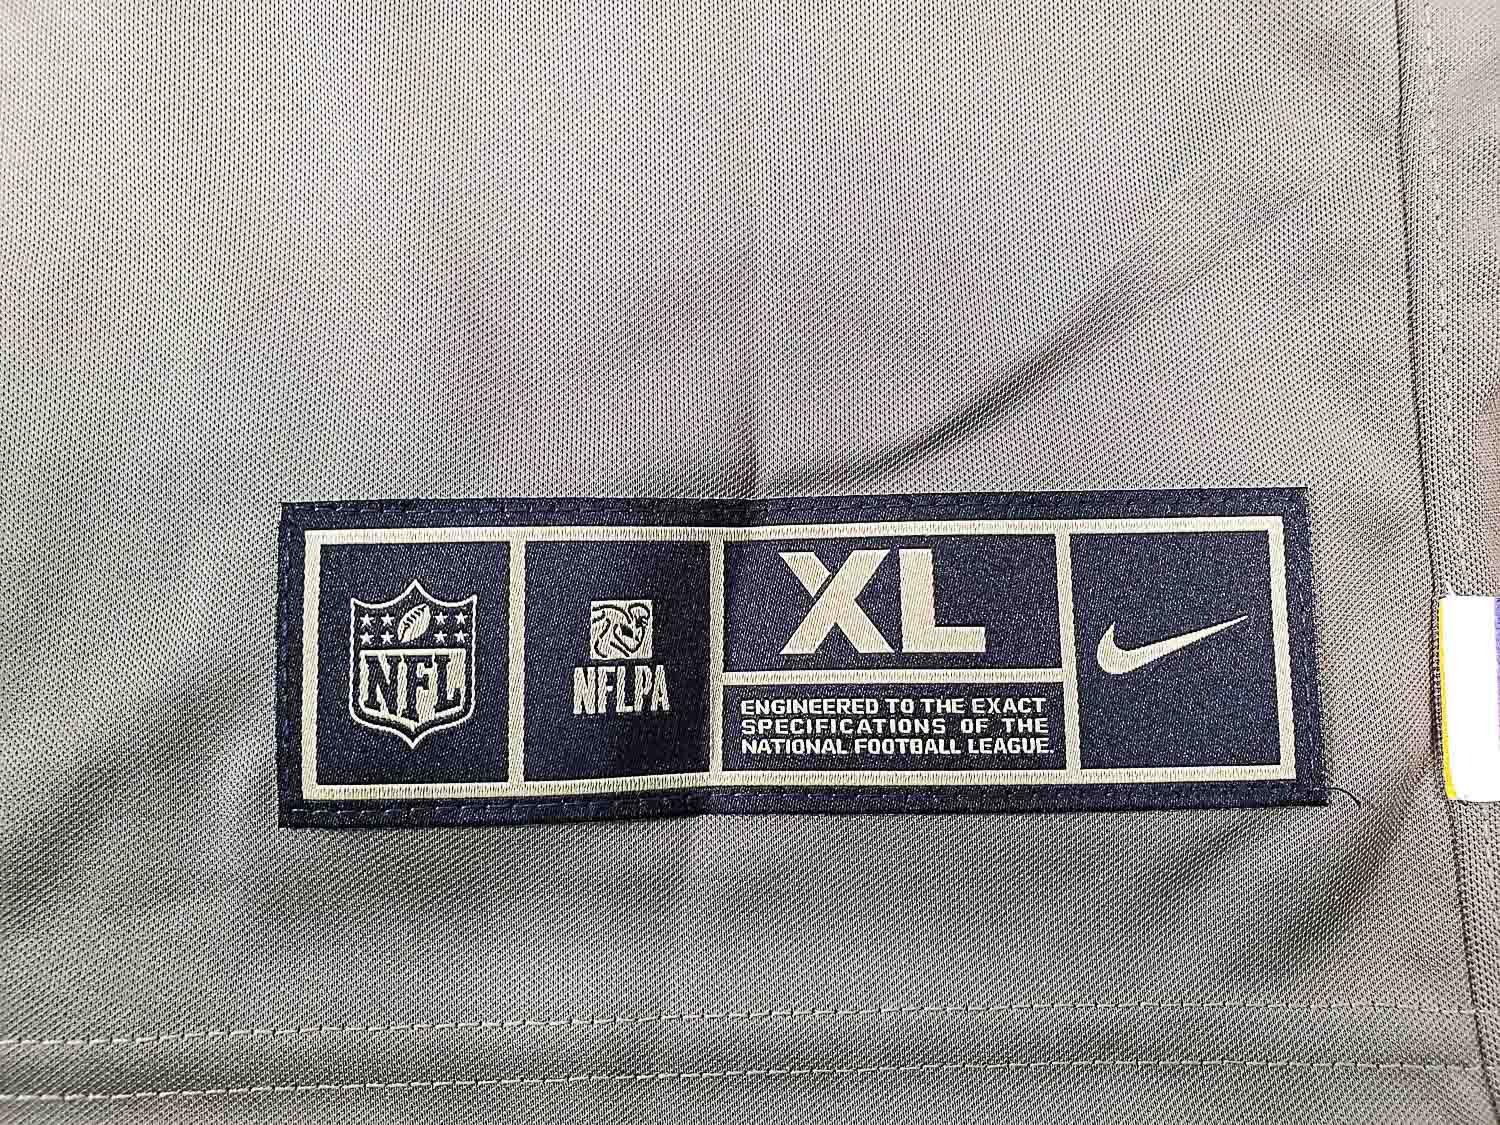 NFL
NFLPA
XL
ENGINEERED TO THE EXACT
SPECIFICATIONS OF THE
NATIONAL FOOTBALL LEAGUE.